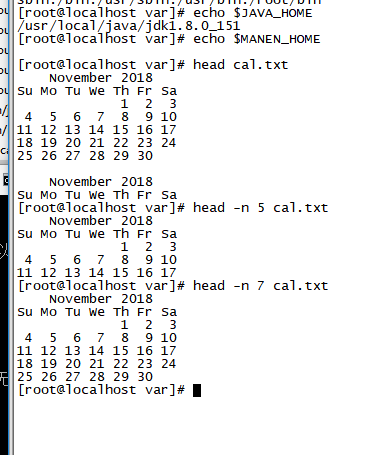 [root@localhost var]# echo $JAVA_HOME
/usr/local/java/jdk1.8.0_151
[root@localhost var]# echo $MANEN_HOME

[root@localhost var]# head cal.txt
    November 2018
Su Mo Tu We Th Fr Sa
             1  2  3
 4  5  6  7  8  9 10
11 12 13 14 15 16 17
18 19 20 21 22 23 24
25 26 27 28 29 30

    November 2018
Su Mo Tu We Th Fr Sa
[root@localhost var]# head -n 5 cal.txt
    November 2018
Su Mo Tu We Th Fr Sa
             1  2  3
 4  5  6  7  8  9 10
11 12 13 14 15 16 17
[root@localhost var]# head -n 7 cal.txt
    November 2018
Su Mo Tu We Th Fr Sa
             1  2  3
 4  5  6  7  8  9 10
11 12 13 14 15 16 17
18 19 20 21 22 23 24
25 26 27 28 29 30
[root@localhost var]#